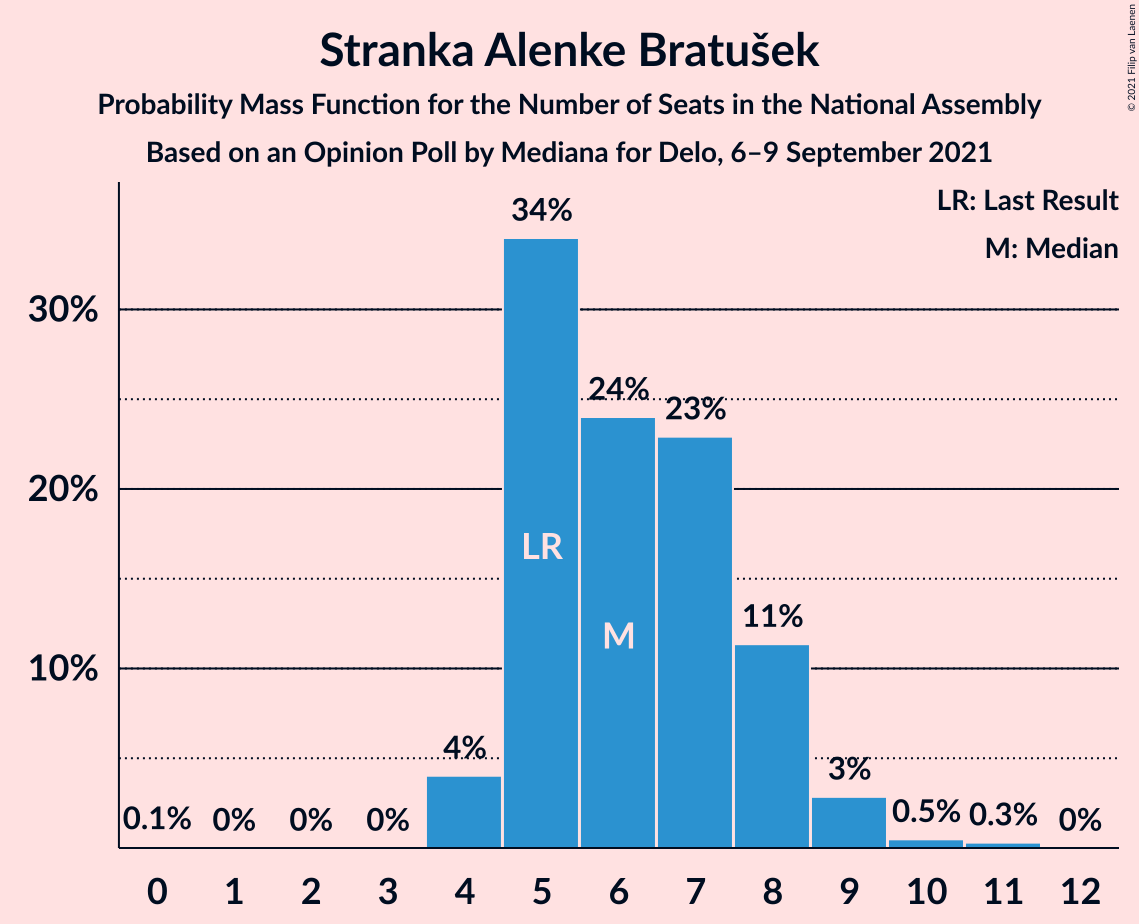 Stranka Alenke Bratušek
Probability Mass Function for the Number of Seats in the National Assembly
Based on an Opinion Poll by Mediana for Delo, 6–9 September 2021
© 2021 Filip van Laenen
LR: Last Result
M: Median
34%
30%
24%
23%
20%
LR
11%
M
10%
4%
3%
0.1% 0% 0% 0% 0.5% 0.3% 0%
0 1 2 3 4 5 6 7 8 9 10 11 12